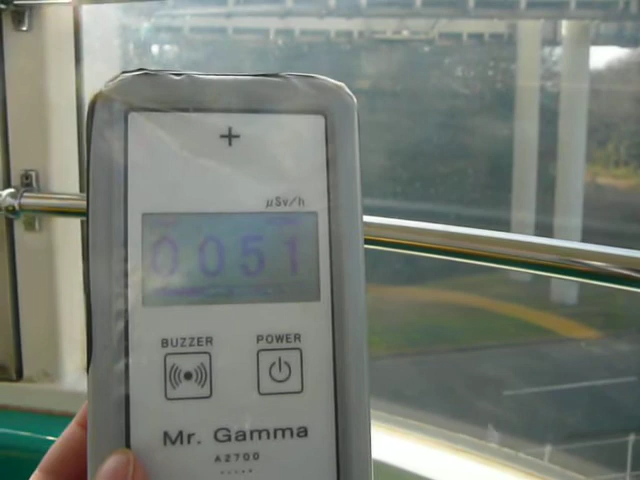 μSv/h
0051
BUZZER POWER
Mr. Gamma
A2700